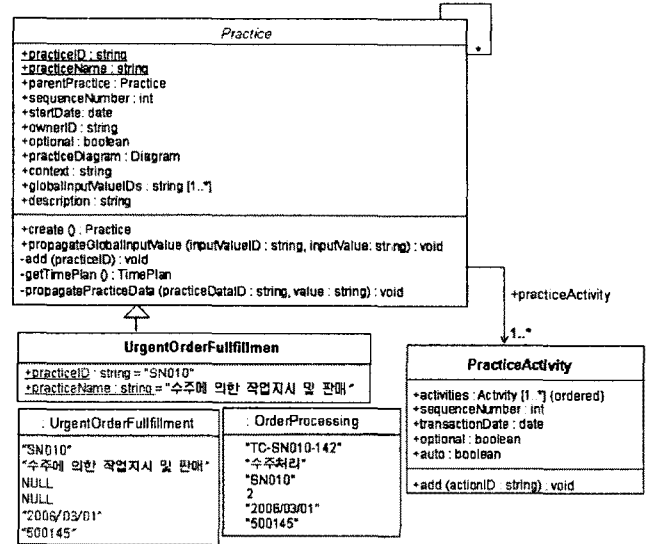 Practice
+practiceID : string
+practiceName : string
+parentPractice : Practice
+sequenceNumber : int
+startDate: date
+ownerID : string
+optional : boolean
+practiceDiagram : Diagram
+context : string
+globalInputValueIDs : string [1..*]
+description : string
+create () : Practice
+propagateGlobalInputValue (inputValueID : string, inputValue: string) : void
-add (practiceID) : void
-getTimePlan () : TimePlan
-propagatePracticeData (practiceDataID : string, value : string) : void
*
+practiceActivity
1..*
UrgentOrderFullfillmen
+practiceID : string = "SN010"
+practiceName : string = "수주에 의한 작업지시 및 판매"
: UrgentOrderFullfillment
"SN010"
"수주에 의한 작업지시 및 판매"
NULL
NULL
"2006/03/01"
"500145"
: OrderProcessing
"TC-SN010-142"
"수주처리"
"SN010"
2
"2006/03/01"
"500145"
PracticeActivity
+activities : Activity [1..*] {ordered}
+sequenceNumber : int
+transactionDate : date
+optional : boolean
+auto : boolean
+add (actionID : string) : void